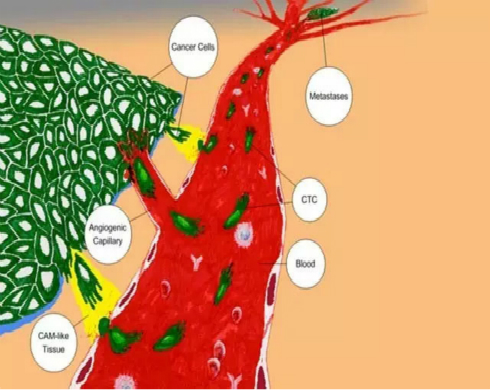 Cancer Cells
Metastases
CTC
Angiogenic
Capillary
Blood
CAM-like
Tissue